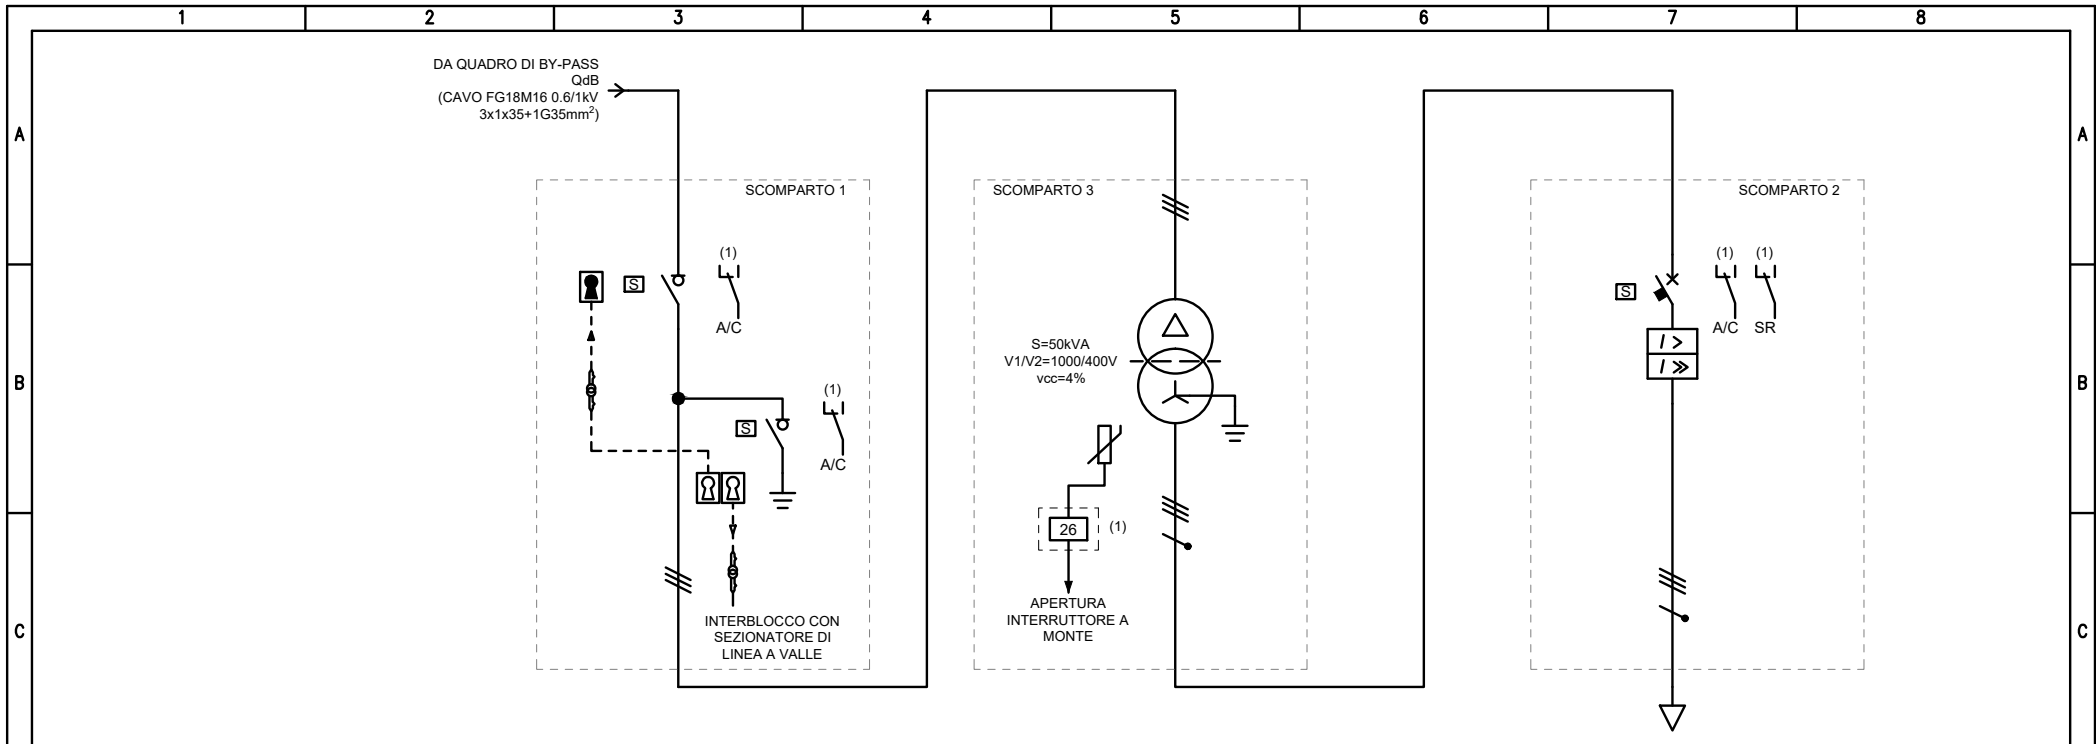 1 2 3 4 5 6 7 8
DA QUADRO DI BY-PASS
QdB
(CAVO FG18M16 0.6/1kV
3x1x35+1G35mm²)
A A
SCOMPARTO 1
SCOMPARTO 3
SCOMPARTO 2
(1)
(1) (1)
S
S
A/C
A/C SR
S=50kVA
V1/V2=1000/400V
vcc=4%
I >
I >>
B B
(1)
S
A/C
26 (1)
APERTURA
INTERRUTTORE A
MONTE
INTERBLOCCO CON
SEZIONATORE DI
LINEA A VALLE
C C